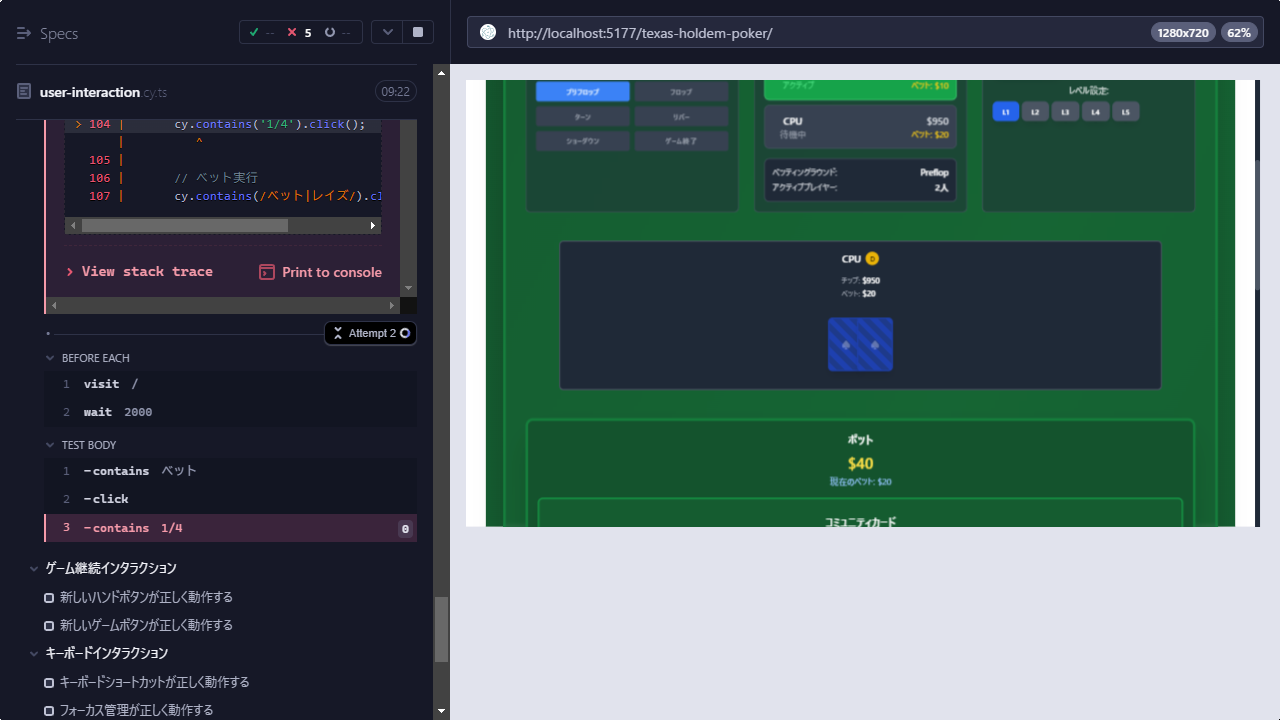 Specs
-- 5 --
http://localhost:5177/texas-holdem-poker/
1280x720 62%
user-interaction.cy.ts 09:22
> 104 | cy.contains('1/4').click();
| ^
105 |
106 | // ベット実行
107 | cy.contains(/ベット|レイズ/).cl
> View stack trace
Print to console
Attempt 2
BEFORE EACH
1 visit /
2 wait 2000
TEST BODY
1 -contains ベット
2 -click
3 -contains 1/4 0
ゲーム継続インタラクション
新しいハンドボタンが正しく動作する
新しいゲームボタンが正しく動作する
キーボードインタラクション
キーボードショートカットが正しく動作する
フォーカス管理が正しく動作する
プリフロップ フロップ
ターン リバー
ショーダウン ゲーム終了
アクティブ ベット: $10
CPU $950
待機中 ベット: $20
ベッティングラウンド: Preflop
アクティブプレイヤー: 2人
レベル設定:
L1 L2 L3 L4 L5
CPU D
チップ: $950
ベット: $20
ポット
$40
現在のベット: $20
コミュニティカード